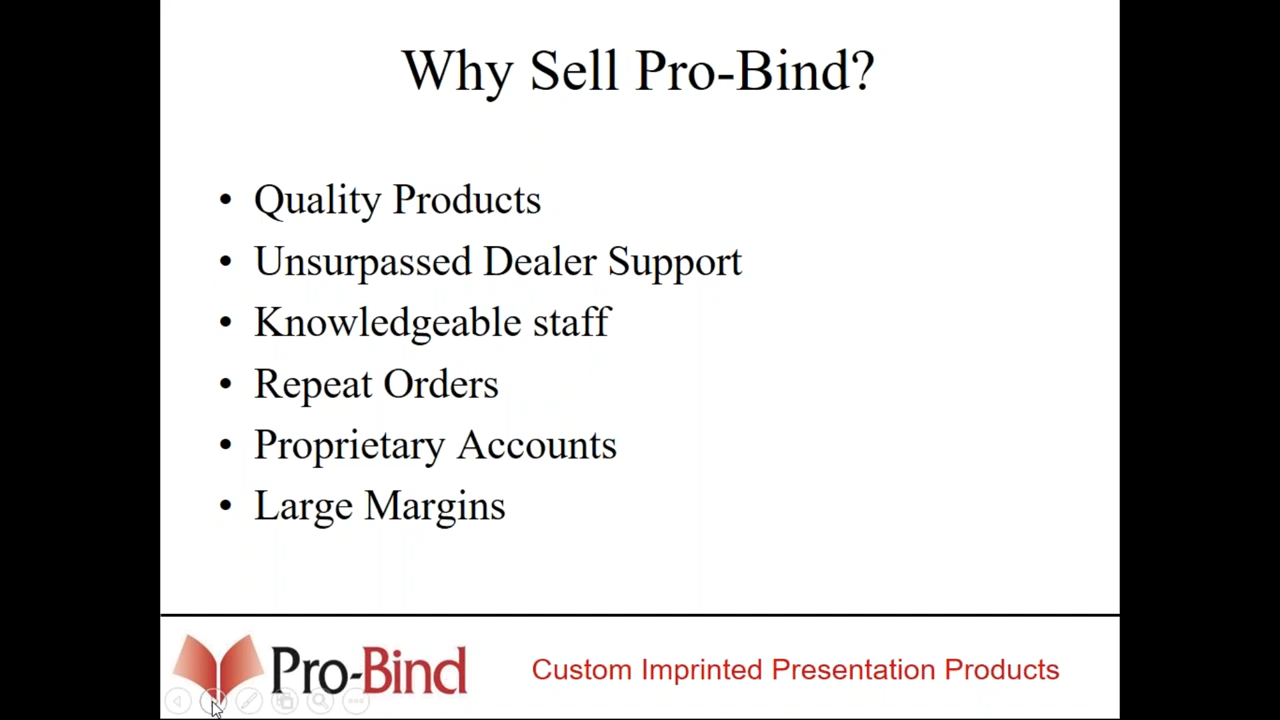 Why Sell Pro-Bind?
• Quality Products
• Unsurpassed Dealer Support
• Knowledgeable staff
• Repeat Orders
• Proprietary Accounts
• Large Margins
Pro-Bind
Custom Imprinted Presentation Products